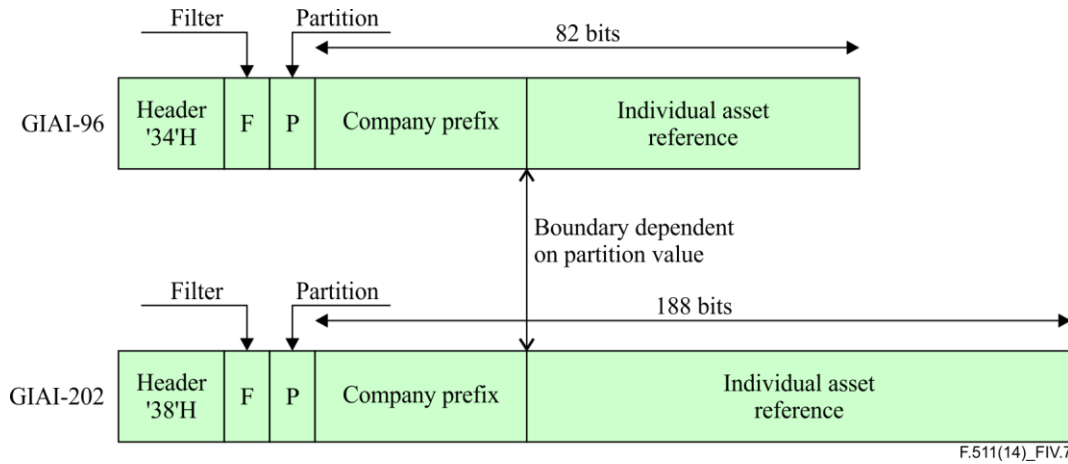 Filter
Partition
82 bits
GIAI-96
Header
'34'H
F
P
Company prefix
Individual asset
reference
Boundary dependent
on partition value
Filter
Partition
188 bits
GIAI-202
Header
'38'H
F
P
Company prefix
Individual asset
reference
F.511(14)_FIV.7